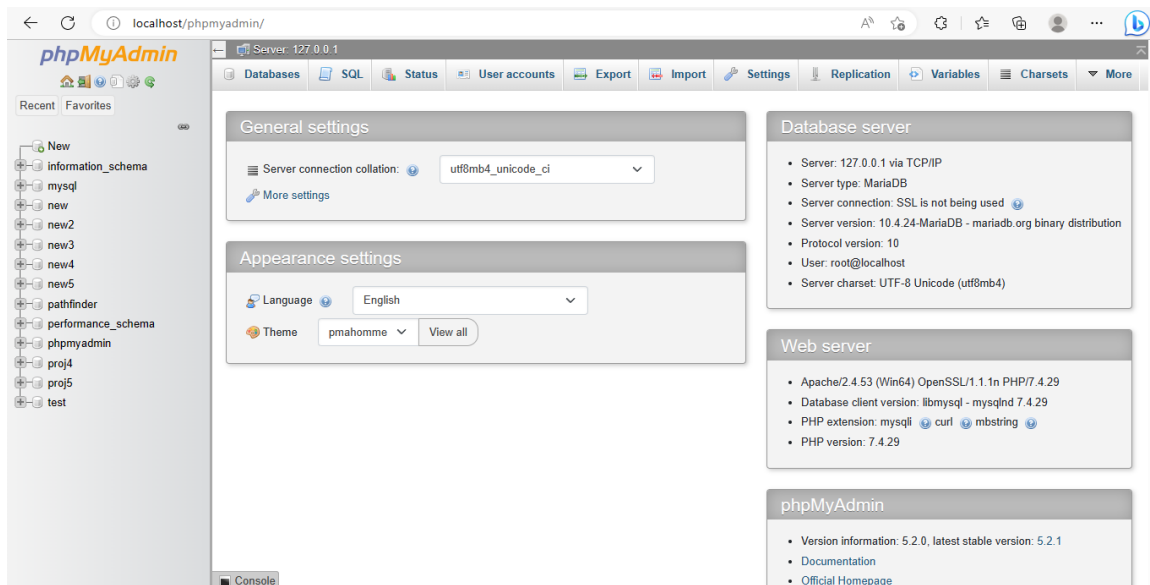 localhost/phpmyadmin/
phpMyAdmin
Recent Favorites
New
information_schema
mysql
new
new2
new3
new4
new5
pathfinder
performance_schema
phpmyadmin
proj4
proj5
test
Server: 127.0.0.1
Databases SQL Status User accounts Export Import Settings Replication Variables Charsets More
General settings
Server connection collation: utf8mb4_unicode_ci
More settings
Appearance settings
Language English
Theme pmahomme View all
Database server
• Server: 127.0.0.1 via TCP/IP
• Server type: MariaDB
• Server connection: SSL is not being used
• Server version: 10.4.24-MariaDB - mariadb.org binary distribution
• Protocol version: 10
• User: root@localhost
• Server charset: UTF-8 Unicode (utf8mb4)
Web server
• Apache/2.4.53 (Win64) OpenSSL/1.1.1n PHP/7.4.29
• Database client version: libmysql - mysqlnd 7.4.29
• PHP extension: mysqli curl mbstring
• PHP version: 7.4.29
phpMyAdmin
• Version information: 5.2.0, latest stable version: 5.2.1
• Documentation
• Official Homepage
Console